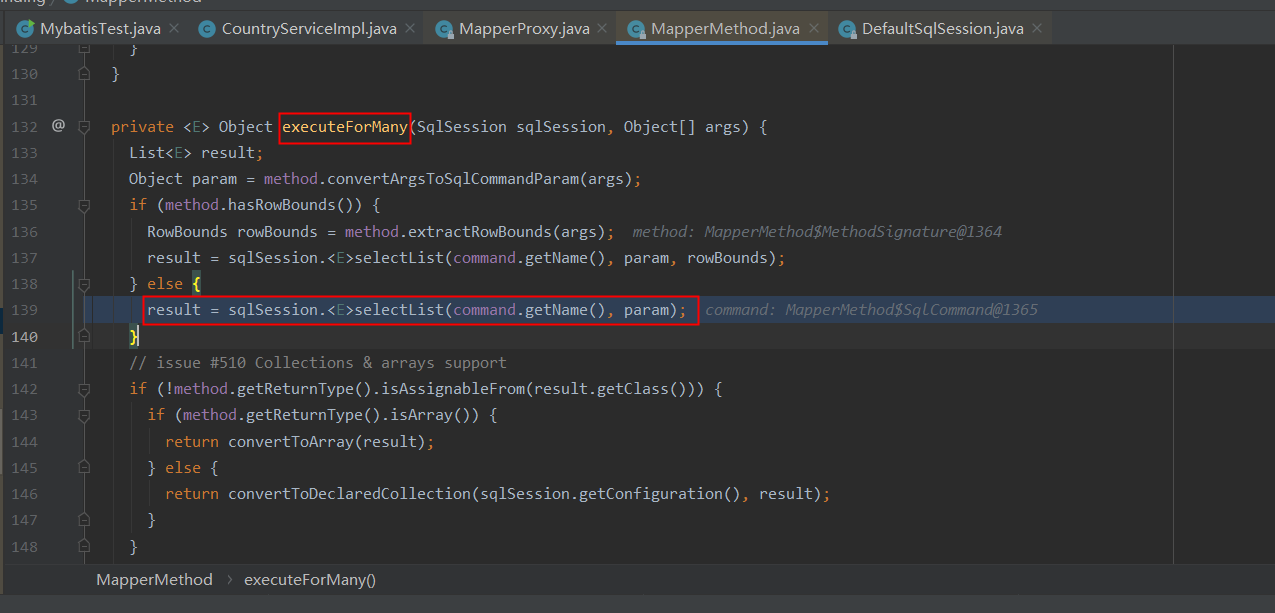 MapperMethod
MybatisTest.java CountryServiceImpl.java MapperProxy.java MapperMethod.java DefaultSqlSession.java
129 }
130 }
131
132 @ private <E> Object executeForMany(SqlSession sqlSession, Object[] args) {
133 List<E> result;
134 Object param = method.convertArgsToSqlCommandParam(args);
135 if (method.hasRowBounds()) {
136 RowBounds rowBounds = method.extractRowBounds(args); method: MapperMethod$MethodSignature@1364
137 result = sqlSession.<E>selectList(command.getName(), param, rowBounds);
138 } else {
139 result = sqlSession.<E>selectList(command.getName(), param); command: MapperMethod$SqlCommand@1365
140 }
141 // issue #510 Collections & arrays support
142 if (!method.getReturnType().isAssignableFrom(result.getClass())) {
143 if (method.getReturnType().isArray()) {
144 return convertToArray(result);
145 } else {
146 return convertToDeclaredCollection(sqlSession.getConfiguration(), result);
147 }
148 }
MapperMethod › executeForMany()